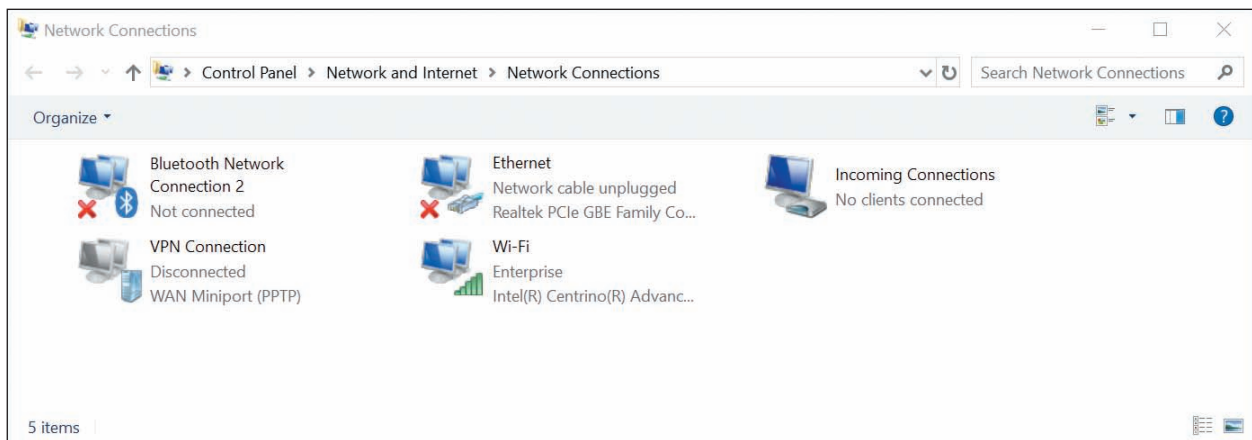 Network Connections
Control Panel > Network and Internet > Network Connections
Search Network Connections
Organize
Bluetooth Network
Connection 2
Not connected
Ethernet
Network cable unplugged
Realtek PCIe GBE Family Co...
Incoming Connections
No clients connected
VPN Connection
Disconnected
WAN Miniport (PPTP)
Wi-Fi
Enterprise
Intel(R) Centrino(R) Advanc...
5 items